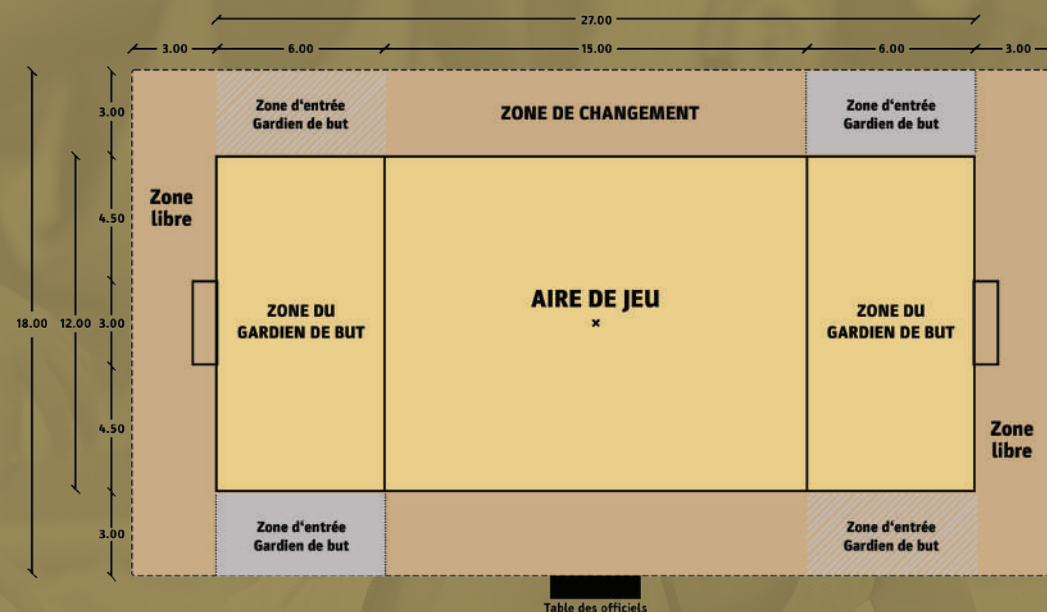 27.00
3.00 6.00 15.00 6.00 3.00
Zone d'entrée
Gardien de but
ZONE DE CHANGEMENT
Zone d'entrée
Gardien de but
3.00
Zone
libre
4.50
AIRE DE JEU
×
ZONE DU
GARDIEN DE BUT
ZONE DU
GARDIEN DE BUT
18.00 12.00 3.00
4.50
Zone
libre
3.00
Zone d'entrée
Gardien de but
Zone d'entrée
Gardien de but
Table des officiels